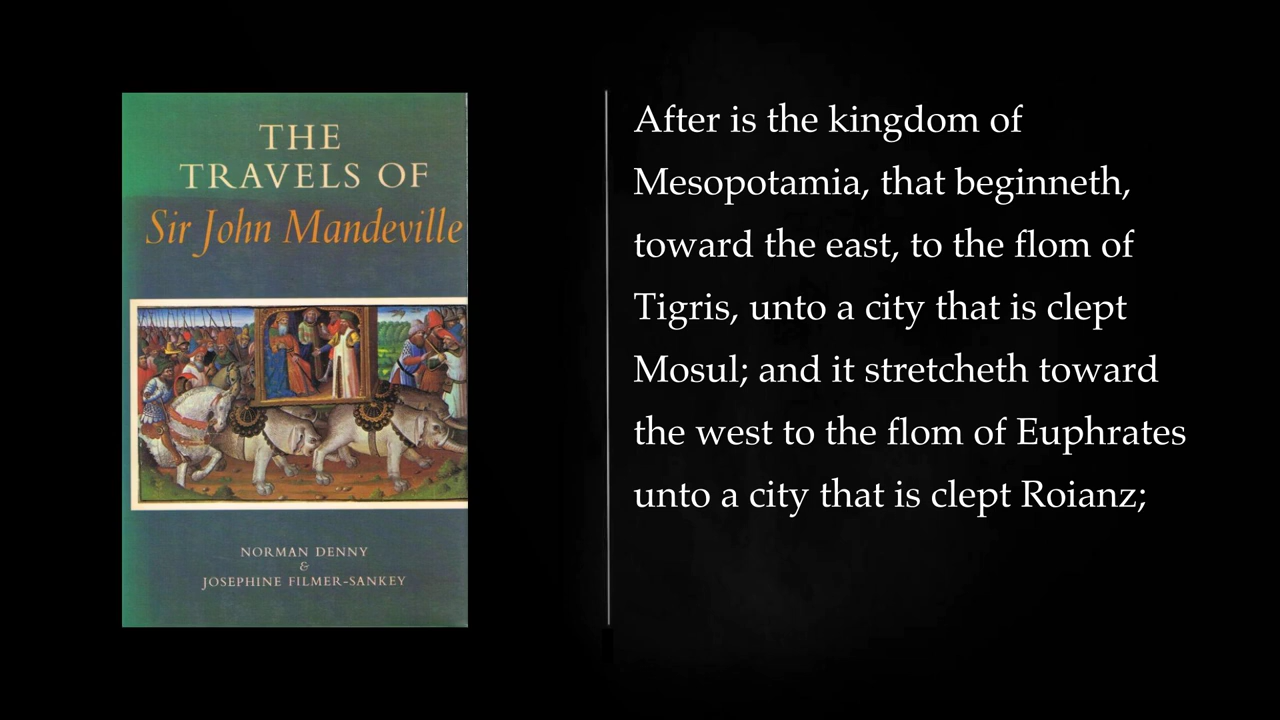 THE
TRAVELS OF
Sir John Mandeville
NORMAN DENNY
&
JOSEPHINE FILMER-SANKEY
After is the kingdom of
Mesopotamia, that beginneth,
toward the east, to the flom of
Tigris, unto a city that is clept
Mosul; and it stretcheth toward
the west to the flom of Euphrates
unto a city that is clept Roianz;